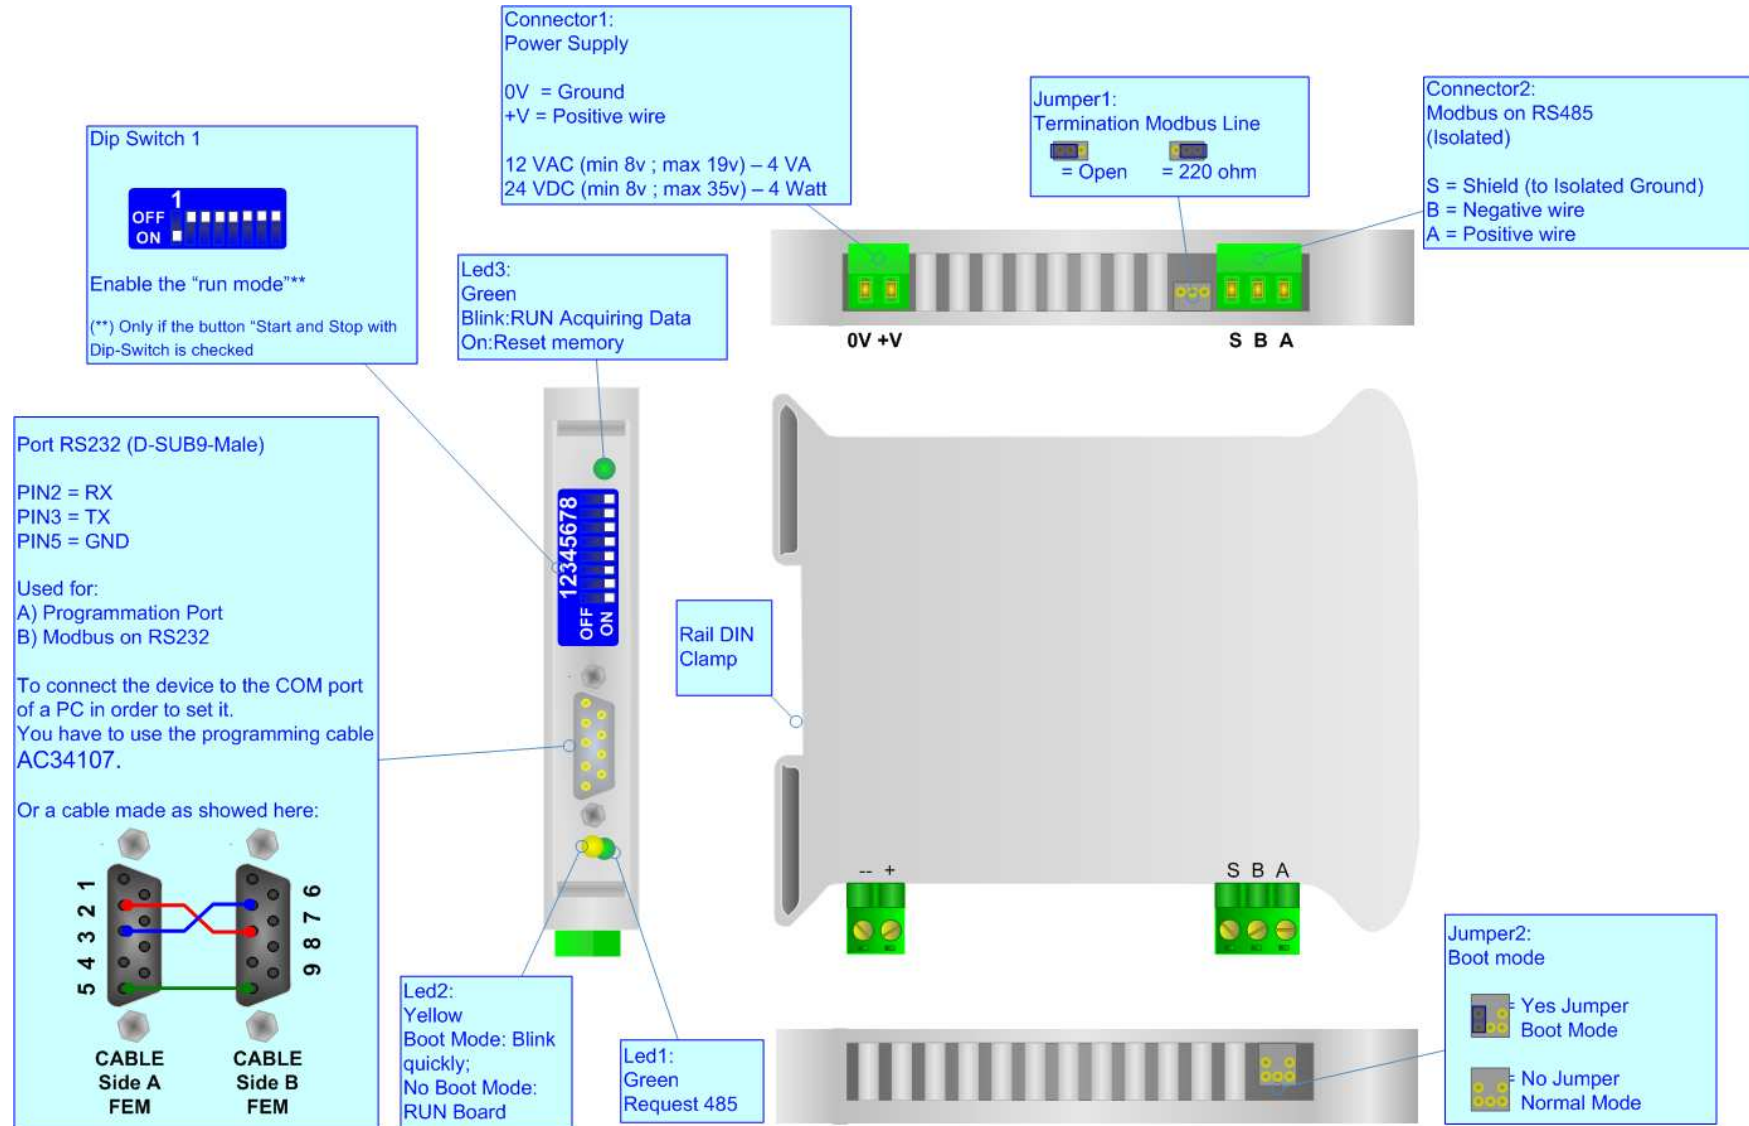 Connector1:
Power Supply
0V = Ground
+V = Positive wire
12 VAC (min 8v ; max 19v) – 4 VA
24 VDC (min 8v ; max 35v) – 4 Watt
Jumper1:
Termination Modbus Line
= Open = 220 ohm
Connector2:
Modbus on RS485
(Isolated)
S = Shield (to Isolated Ground)
B = Negative wire
A = Positive wire
Dip Switch 1
1
OFF
ON
Enable the “run mode”**
(**) Only if the button “Start and Stop with
Dip-Switch is checked
Led3:
Green
Blink:RUN Acquiring Data
On:Reset memory
0V +V
S B A
Port RS232 (D-SUB9-Male)
PIN2 = RX
PIN3 = TX
PIN5 = GND
Used for:
A) Programmation Port
B) Modbus on RS232
To connect the device to the COM port
of a PC in order to set it.
You have to use the programming cable
AC34107.
Or a cable made as showed here:
1
2
3
4
5
6
7
8
9
CABLE
Side A
FEM
CABLE
Side B
FEM
12345678
OFF
ON
Rail DIN
Clamp
-- +
S B A
Led2:
Yellow
Boot Mode: Blink
quickly;
No Boot Mode:
RUN Board
Led1:
Green
Request 485
Jumper2:
Boot mode
= Yes Jumper
Boot Mode
= No Jumper
Normal Mode